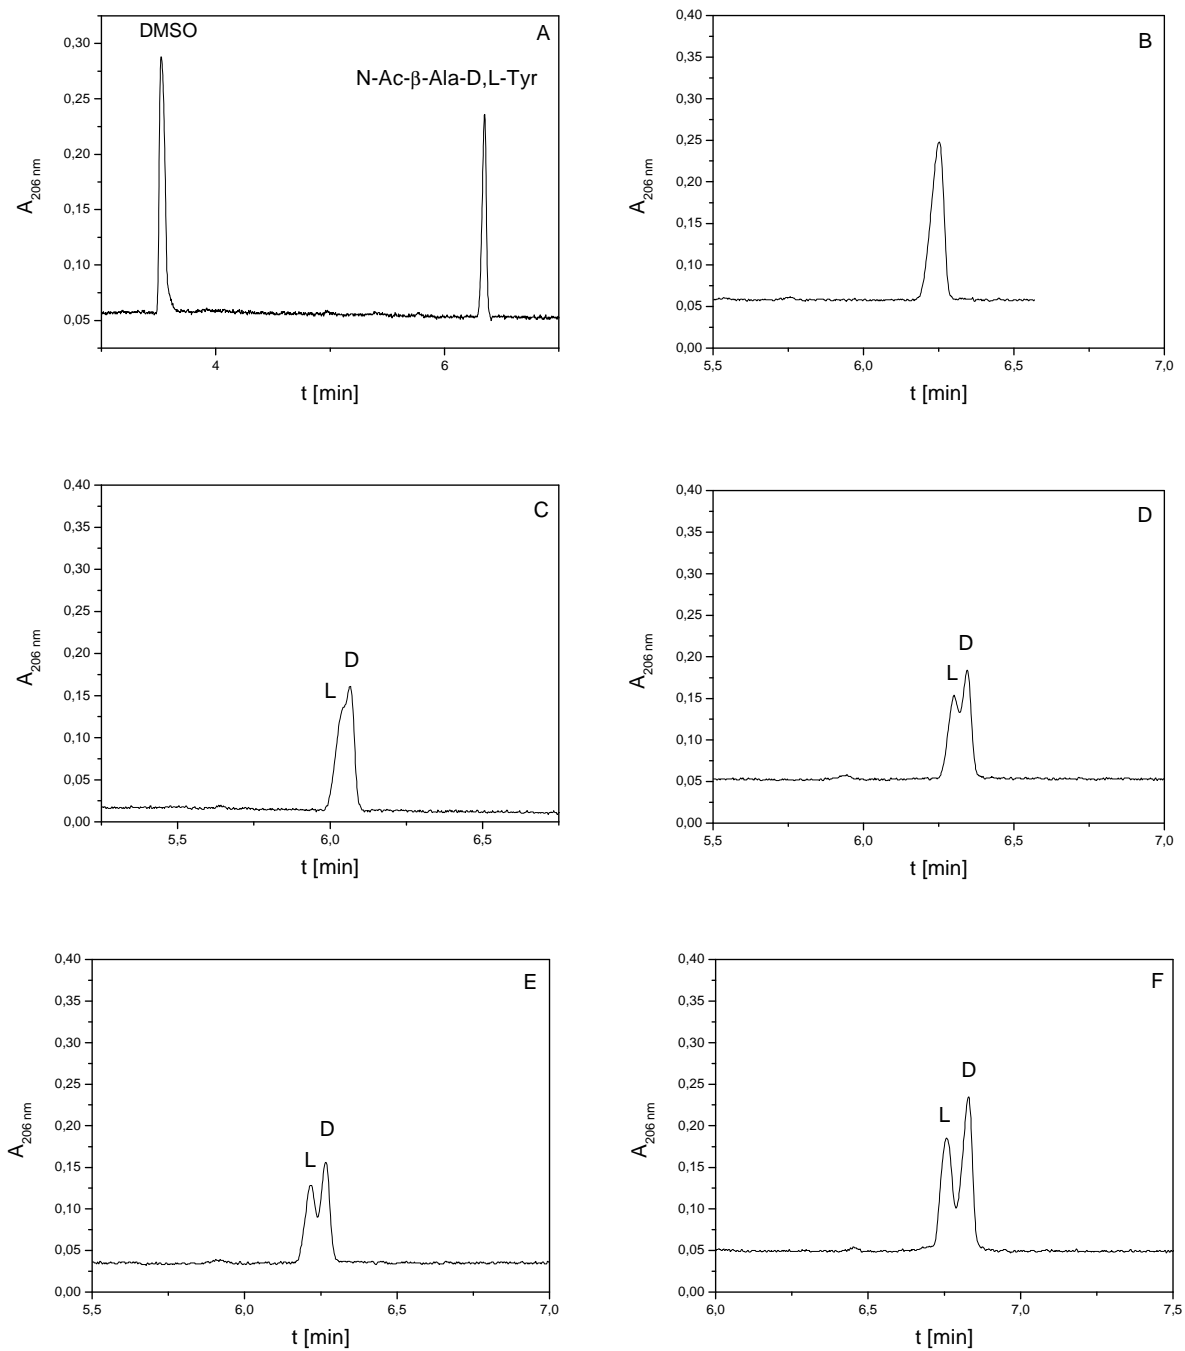 DMSO
A
N-Ac-β-Ala-D,L-Tyr
0,30
0,25
0,20
0,15
0,10
0,05
A206 nm
4
6
t [min]
B
0,40
0,35
0,30
0,25
0,20
0,15
0,10
0,05
0,00
A206 nm
5,5
6,0
6,5
7,0
t [min]
C
D
L
0,40
0,35
0,30
0,25
0,20
0,15
0,10
0,05
0,00
A206 nm
5,5
6,0
6,5
t [min]
D
D
L
0,40
0,35
0,30
0,25
0,20
0,15
0,10
0,05
0,00
A206 nm
5,5
6,0
6,5
7,0
t [min]
E
D
L
0,40
0,35
0,30
0,25
0,20
0,15
0,10
0,05
0,00
A206 nm
5,5
6,0
6,5
7,0
t [min]
F
D
L
0,40
0,35
0,30
0,25
0,20
0,15
0,10
0,05
0,00
A206 nm
6,0
6,5
7,0
7,5
t [min]